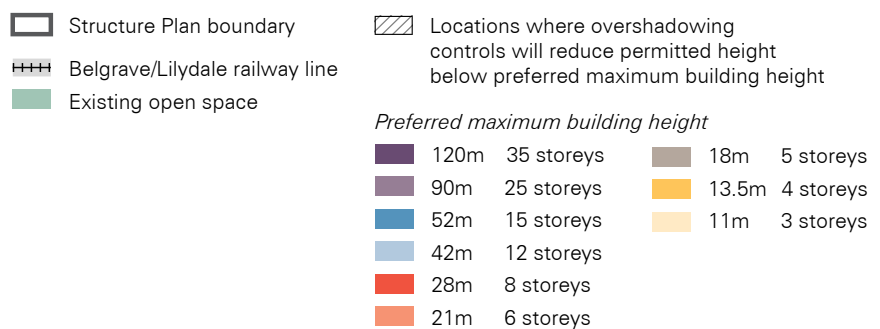 Structure Plan boundary
Belgrave/Lilydale railway line
Existing open space
Locations where overshadowing
controls will reduce permitted height
below preferred maximum building height
Preferred maximum building height
120m 35 storeys
90m 25 storeys
52m 15 storeys
42m 12 storeys
28m 8 storeys
21m 6 storeys
18m 5 storeys
13.5m 4 storeys
11m 3 storeys